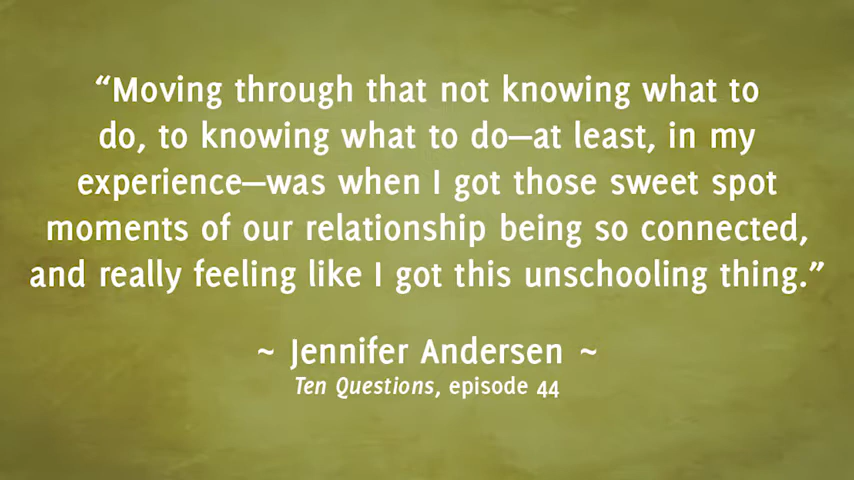 “Moving through that not knowing what to
do, to knowing what to do—at least, in my
experience—was when I got those sweet spot
moments of our relationship being so connected,
and really feeling like I got this unschooling thing.”
~ Jennifer Andersen ~
Ten Questions, episode 44